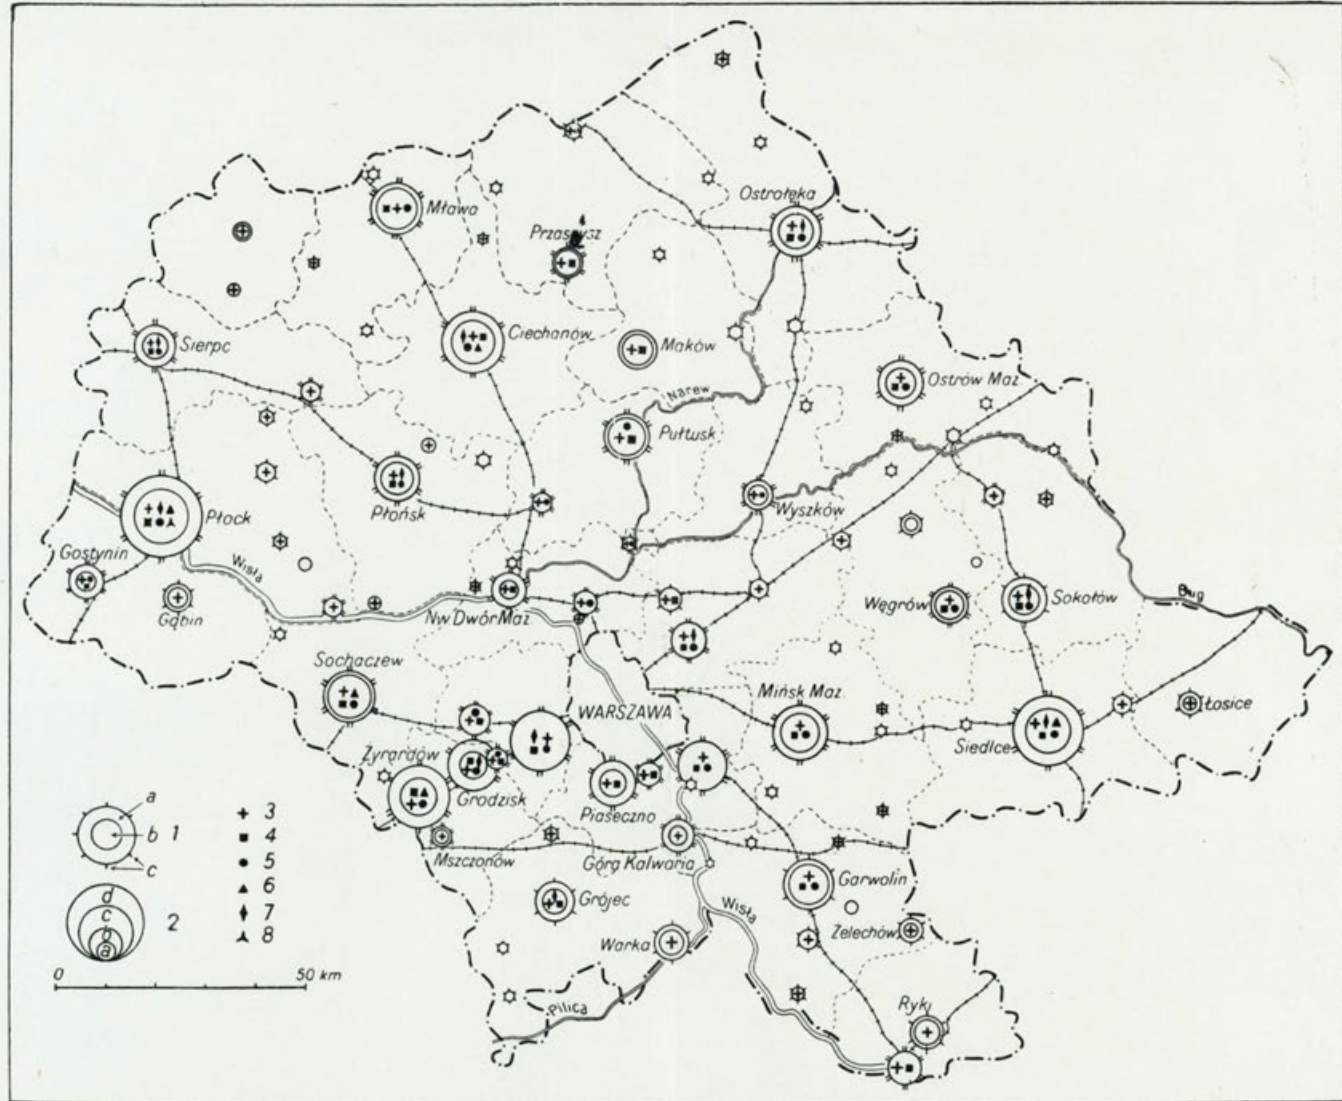 Ostrołęka
Mława
Przasnysz
Sierpc
Ciechanów
Maków
Ostrów Maz.
Narew
Pułtusk
Płock
Płońsk
Wyszków
Gostynin
Wisła
Gąbin
Nw. Dwór Maz.
Węgrów
Sokołów
Bug
Sochaczew
WARSZAWA
Mińsk Maz.
Łosice
Siedlce
Żyrardów
Grodzisk
Piaseczno
Mszczonów
Górą Kalwaria
Garwolin
Grójec
Wisła
Warka
Żelechów
Ryki
Pilica
a
b 1
c
d
c
b
a
2
3
4
5
6
7
8
0 50 km